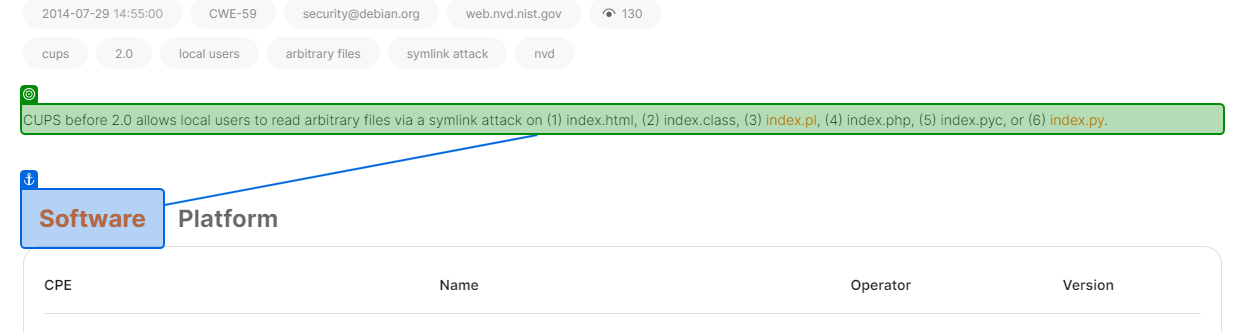 2014-07-29 14:55:00 CWE-59 security@debian.org web.nvd.nist.gov 130
cups 2.0 local users arbitrary files symlink attack nvd
CUPS before 2.0 allows local users to read arbitrary files via a symlink attack on (1) index.html, (2) index.class, (3) index.pl, (4) index.php, (5) index.pyc, or (6) index.py.
Software Platform
CPE Name Operator Version